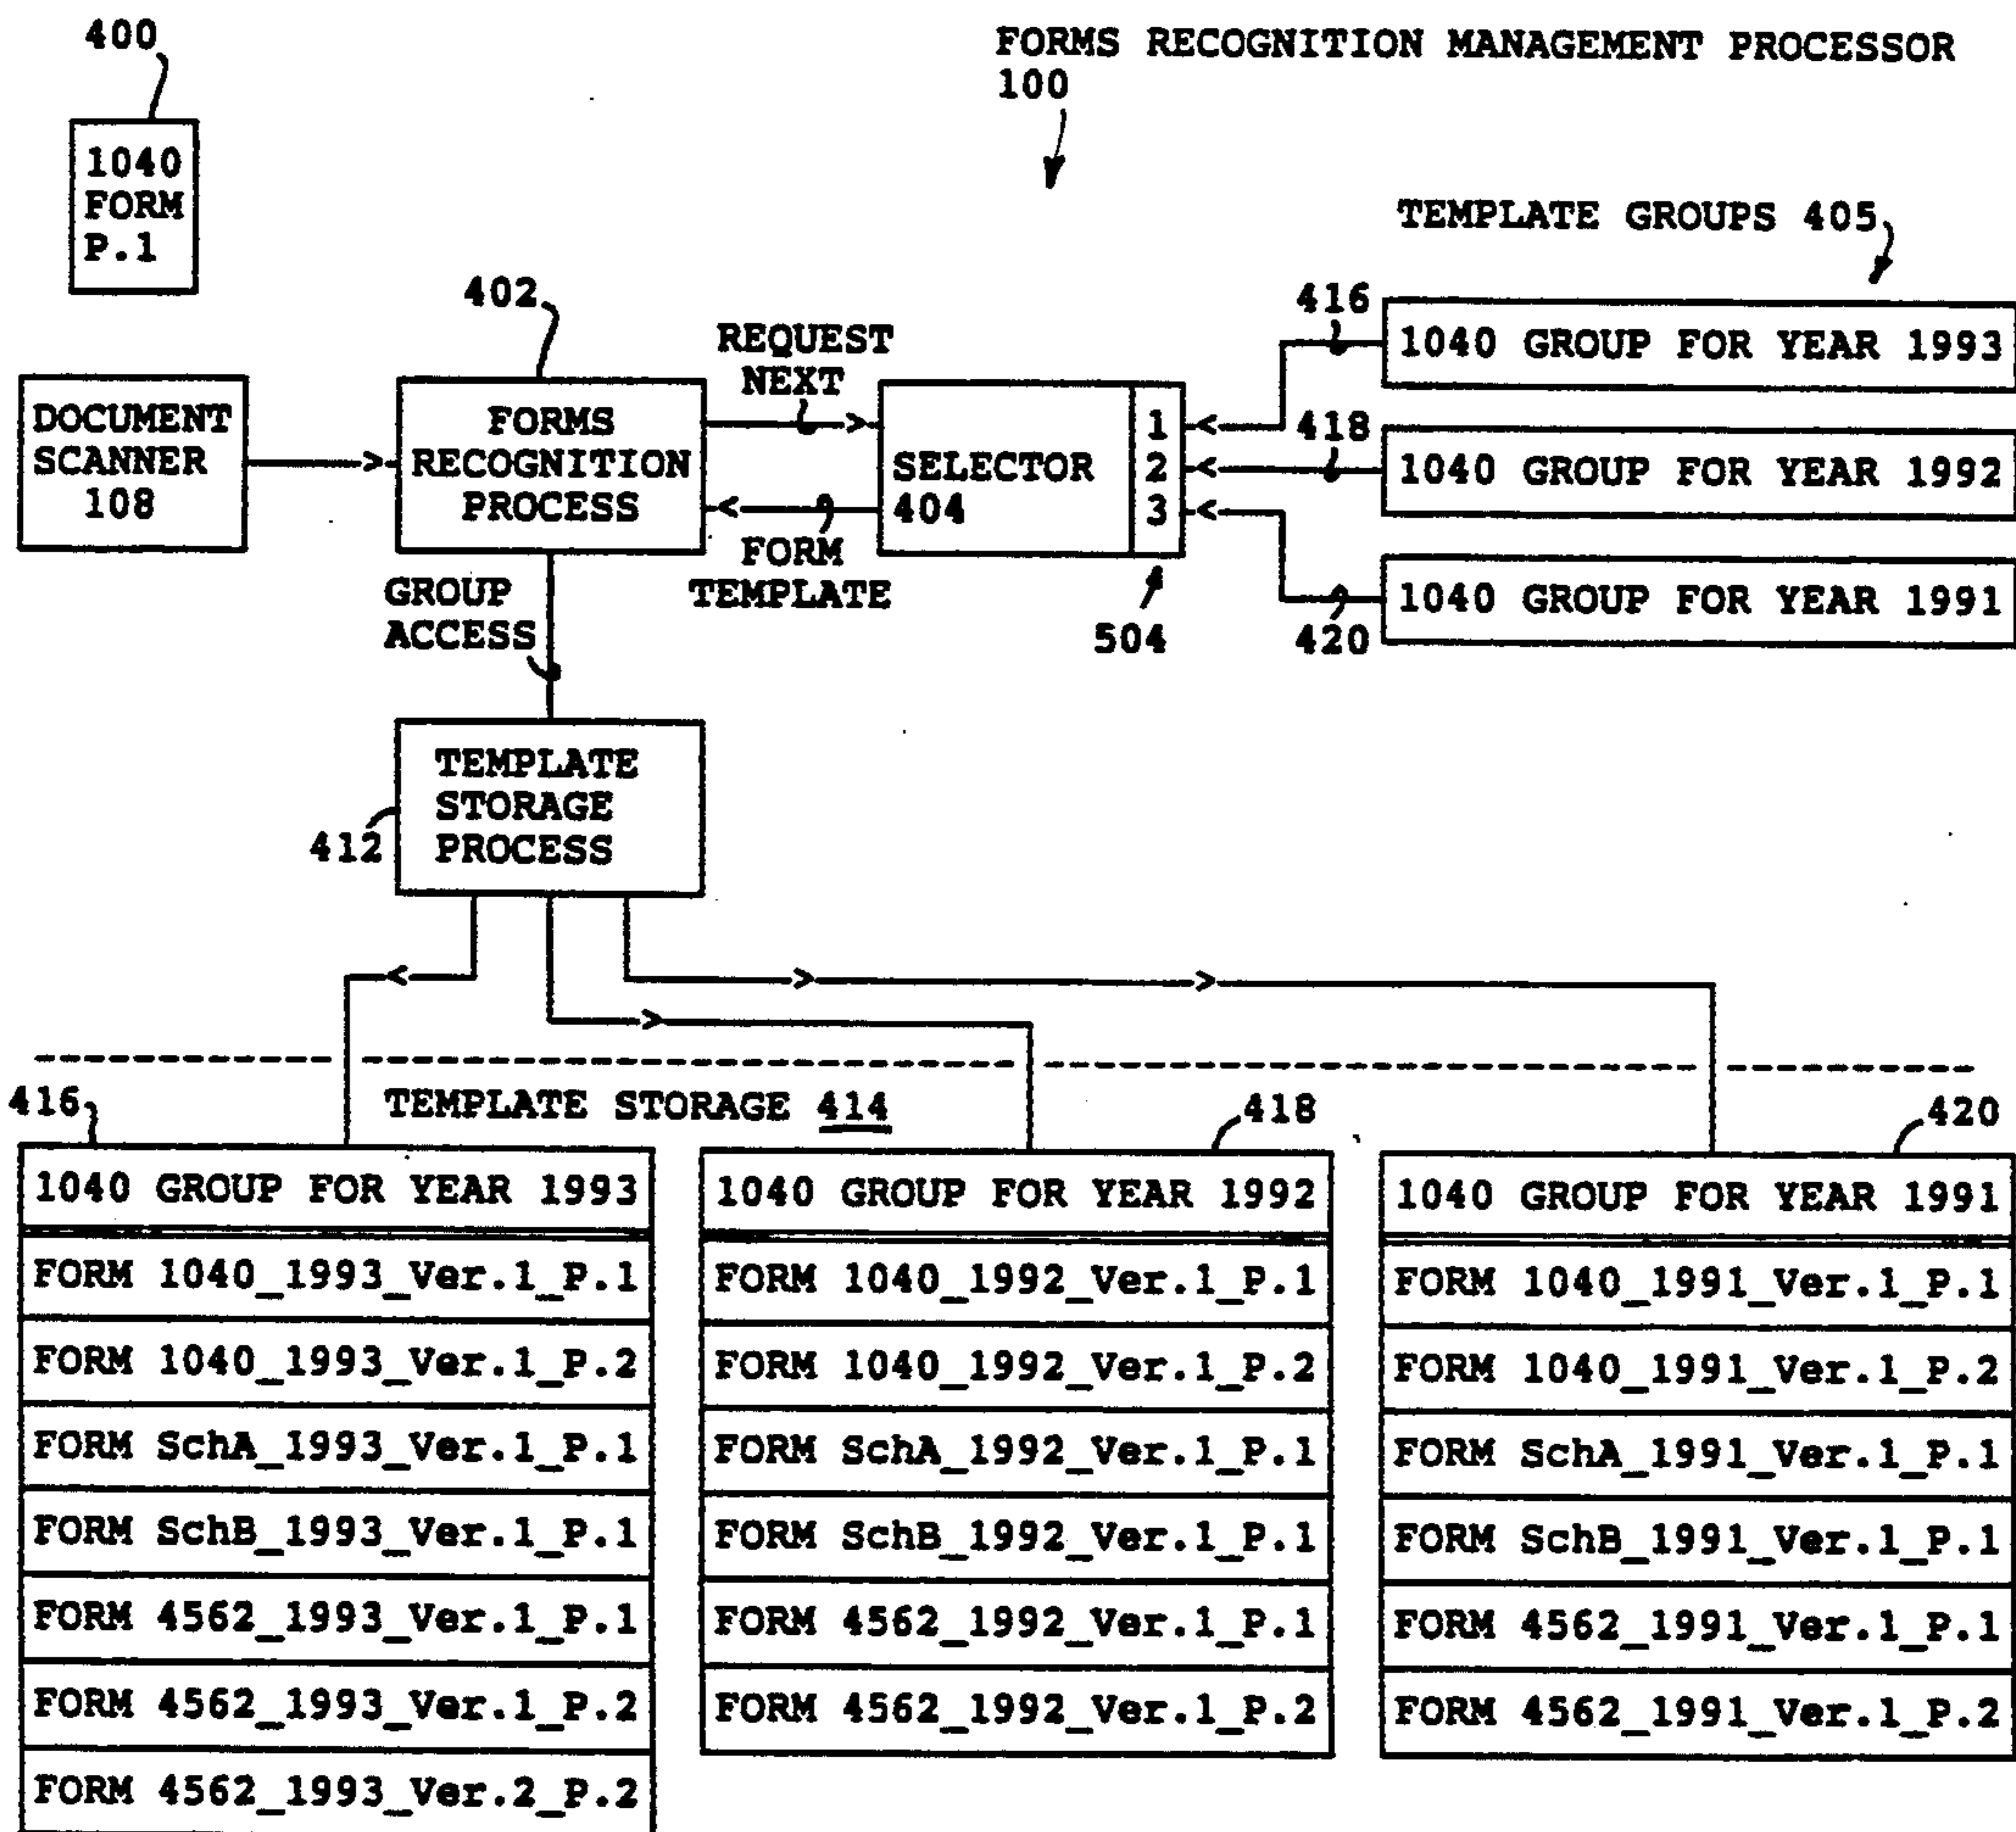 400
FORMS RECOGNITION MANAGEMENT PROCESSOR
100
1040
FORM
P.1
TEMPLATE GROUPS 405
402
REQUEST
NEXT
416
1040 GROUP FOR YEAR 1993
DOCUMENT
SCANNER
108
FORMS
RECOGNITION
PROCESS
SELECTOR
404
1
2
3
418
1040 GROUP FOR YEAR 1992
FORM
TEMPLATE
504
420
1040 GROUP FOR YEAR 1991
GROUP
ACCESS
TEMPLATE
STORAGE
PROCESS
412
TEMPLATE STORAGE 414
416
1040 GROUP FOR YEAR 1993
FORM 1040_1993_Ver.1_P.1
FORM 1040_1993_Ver.1_P.2
FORM SchA_1993_Ver.1_P.1
FORM SchB_1993_Ver.1_P.1
FORM 4562_1993_Ver.1_P.1
FORM 4562_1993_Ver.1_P.2
FORM 4562_1993_Ver.2_P.2
418
1040 GROUP FOR YEAR 1992
FORM 1040_1992_Ver.1_P.1
FORM 1040_1992_Ver.1_P.2
FORM SchA_1992_Ver.1_P.1
FORM SchB_1992_Ver.1_P.1
FORM 4562_1992_Ver.1_P.1
FORM 4562_1992_Ver.1_P.2
420
1040 GROUP FOR YEAR 1991
FORM 1040_1991_Ver.1_P.1
FORM 1040_1991_Ver.1_P.2
FORM SchA_1991_Ver.1_P.1
FORM SchB_1991_Ver.1_P.1
FORM 4562_1991_Ver.1_P.1
FORM 4562_1991_Ver.1_P.2